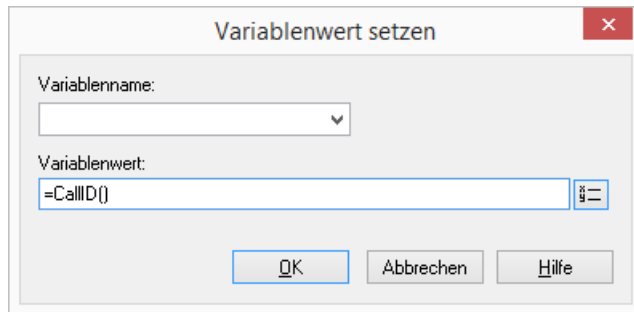 Variablenwert setzen
Variablenname:
Variablenwert:
=CallID()
OK Abbrechen Hilfe